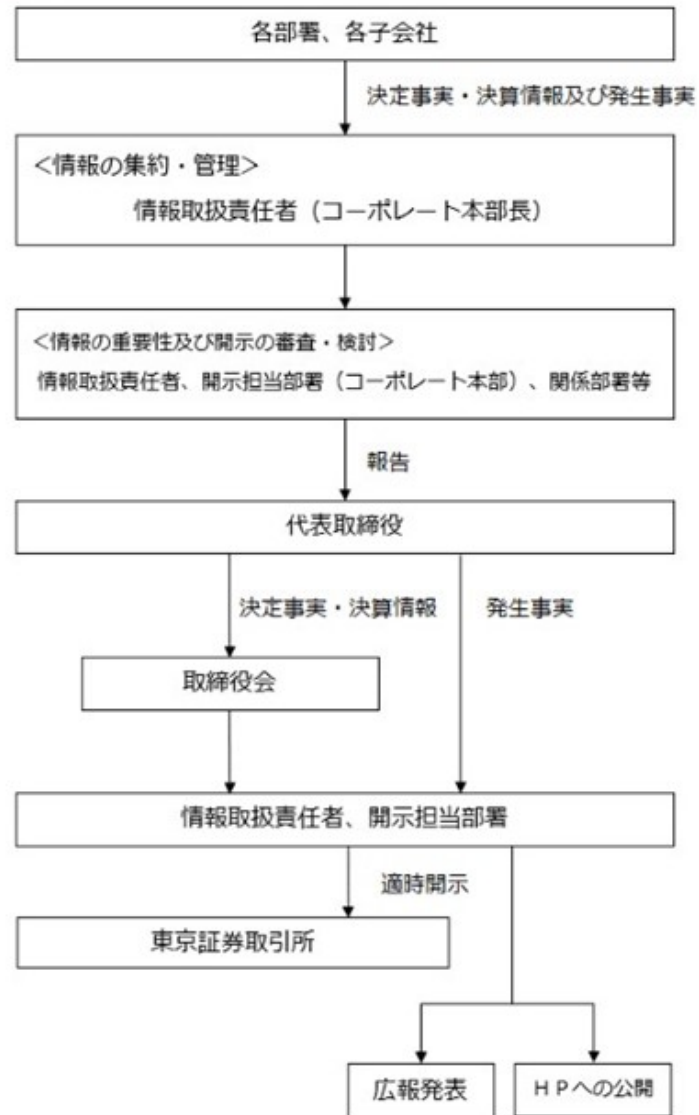 各部署、各子会社
決定事実・決算情報及び発生事実
<情報の集約・管理>
情報取扱責任者（コーポレート本部長）
<情報の重要性及び開示の審査・検討>
情報取扱責任者、開示担当部署（コーポレート本部）、関係部署等
報告
代表取締役
決定事実・決算情報
発生事実
取締役会
情報取扱責任者、開示担当部署
適時開示
東京証券取引所
広報発表
ＨＰへの公開